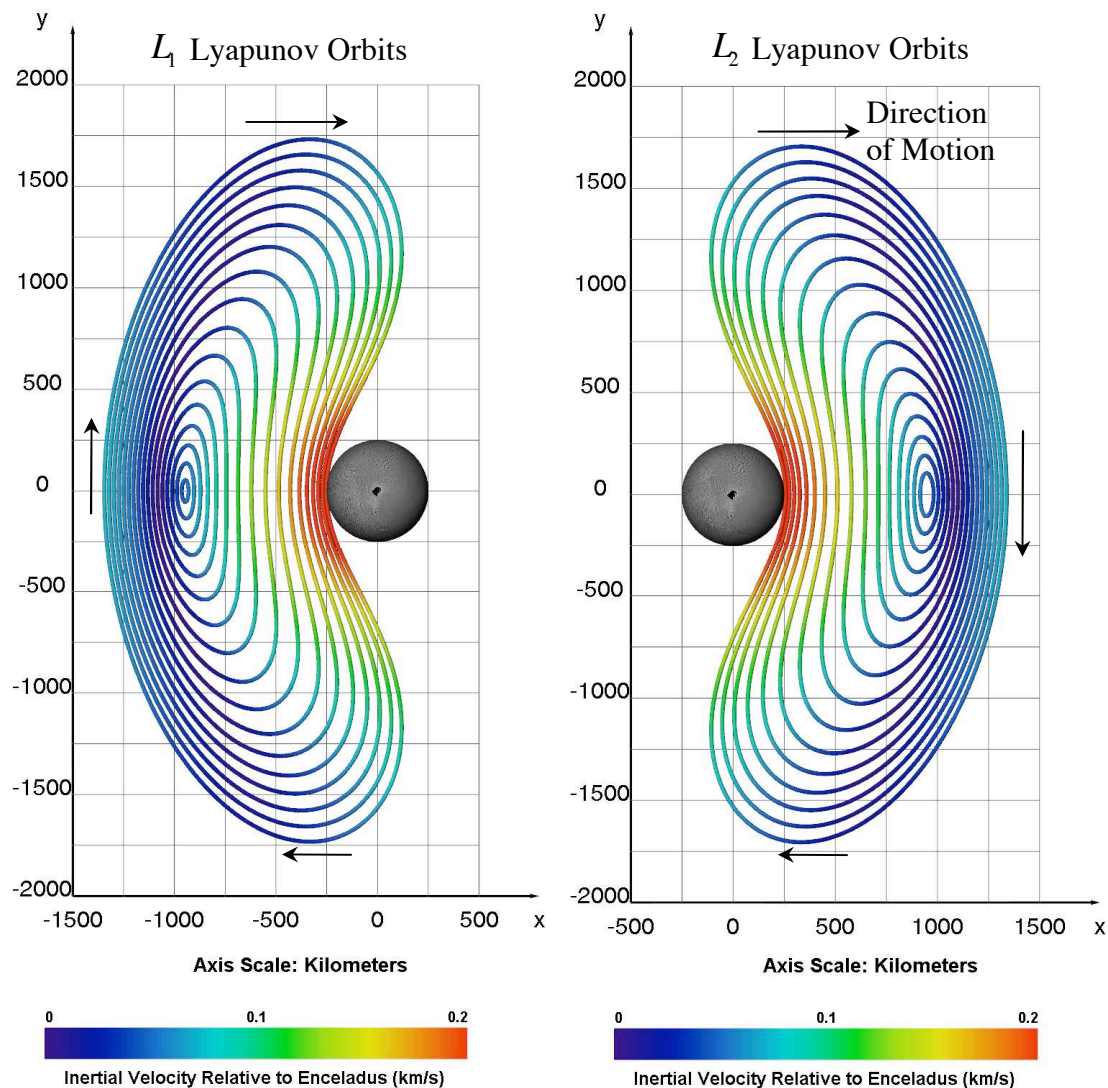 y
L1 Lyapunov Orbits
2000
1500
1000
500
0
-500
-1000
-1500
-2000
-1500 -1000 -500 0 500 x
Axis Scale: Kilometers
0 0.1 0.2
Inertial Velocity Relative to Enceladus (km/s)
y
L2 Lyapunov Orbits
Direction
of Motion
2000
1500
1000
500
0
-500
-1000
-1500
-2000
-500 0 500 1000 1500 x
Axis Scale: Kilometers
0 0.1 0.2
Inertial Velocity Relative to Enceladus (km/s)